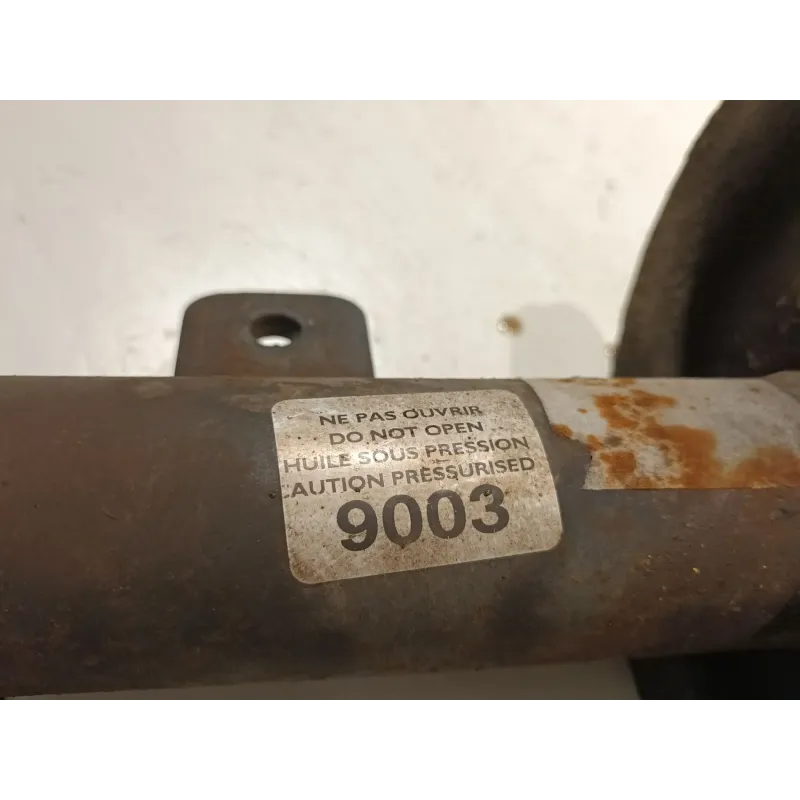 NE PAS OUVRIR
DO NOT OPEN
HUILE SOUS PRESSION
CAUTION PRESSURISED
9003